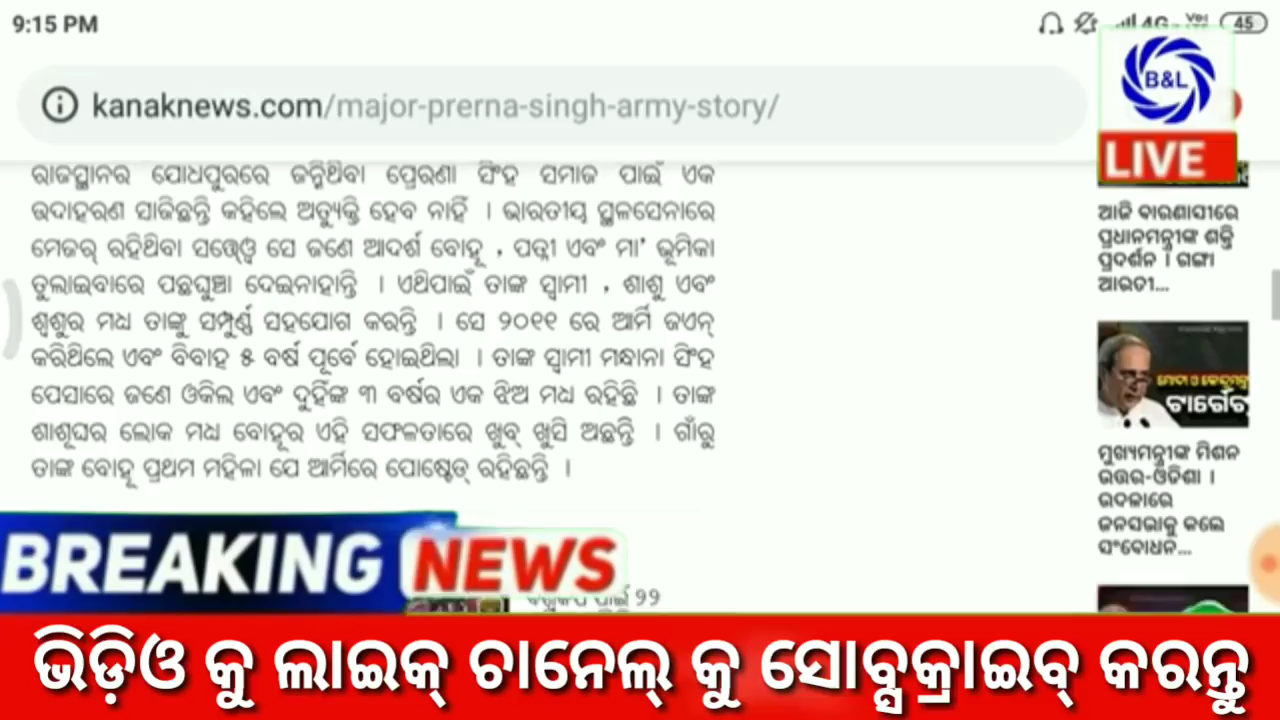 9:15 PM
4G
45
kanaknews.com/major-prerna-singh-army-story/
B&L
LIVE
ରାଜସ୍ଥାନର ଯୋଧପୁରରେ ଜନ୍ମିଥିବା ପ୍ରେରଣା ସିଂହ ସମାଜ ପାଇଁ ଏକ
ଉଦାହରଣ ସାଜିଛନ୍ତି କହିଲେ ଅତ୍ୟୁକ୍ତି ହେବ ନାହିଁ । ଭାରତୀୟ ସ୍ଥଳସେନାରେ
ମେଜର୍ ରହିଥିବା ସତ୍ତ୍ୱେ ସେ ଜଣେ ଆଦର୍ଶ ବୋହୂ , ପତ୍ନୀ ଏବଂ ମା’ ଭୂମିକା
ତୁଲାଇବାରେ ପଛଘୁଞ୍ଚା ଦେଇନାହାନ୍ତି । ଏଥିପାଇଁ ତାଙ୍କ ସ୍ୱାମୀ , ଶାଶୁ ଏବଂ
ଶ୍ୱଶୁର ମଧ ତାଙ୍କୁ ସମ୍ପୁର୍ଣ୍ଣ ସହଯୋଗ କରନ୍ତି । ସେ ୨୦୧୧ ରେ ଆର୍ମି ଜଏନ୍
କରିଥିଲେ ଏବଂ ବିବାହ ୫ ବର୍ଷ ପୂର୍ବେ ହୋଇଥିଲା । ତାଙ୍କ ସ୍ୱାମୀ ମନ୍ଧାନା ସିଂହ
ପେସାରେ ଜଣେ ଓକିଲ ଏବଂ ଦୁହିଁଙ୍କ ୩ ବର୍ଷର ଏକ ଝିଅ ମଧ ରହିଛି । ତାଙ୍କ
ଶାଶୂଘର ଲୋକ ମଧ ବୋହୂର ଏହି ସଫଳତାରେ ଖୁବ୍ ଖୁସି ଅଛନ୍ତି । ଗାଁରୁ
ତାଙ୍କ ବୋହୂ ପ୍ରଥମ ମହିଳା ଯେ ଆର୍ମିରେ ପୋଷ୍ଟେଡ୍ ରହିଛନ୍ତି ।
ଆଜି ବାରଣାସୀରେ
ପ୍ରଧାନମନ୍ତ୍ରୀଙ୍କ ଶକ୍ତି
ପ୍ରଦର୍ଶନ । ଗଙ୍ଗା
ଆରତୀ...
ଟାର୍ଗେଟ୍
ମୁଖ୍ୟମନ୍ତ୍ରୀଙ୍କ ମିଶନ
ଉତ୍ତର-ଓଡିଶା ।
ଉଦଳାରେ
ଜନସଭାକୁ କଲେ
ସଂବୋଧନ...
99
BREAKING NEWS
ଭିଡ଼ିଓ କୁ ଲାଇକ୍ ଚାନେଲ୍ କୁ ସୋବ୍ସକ୍ରାଇବ୍ କରନ୍ତୁ